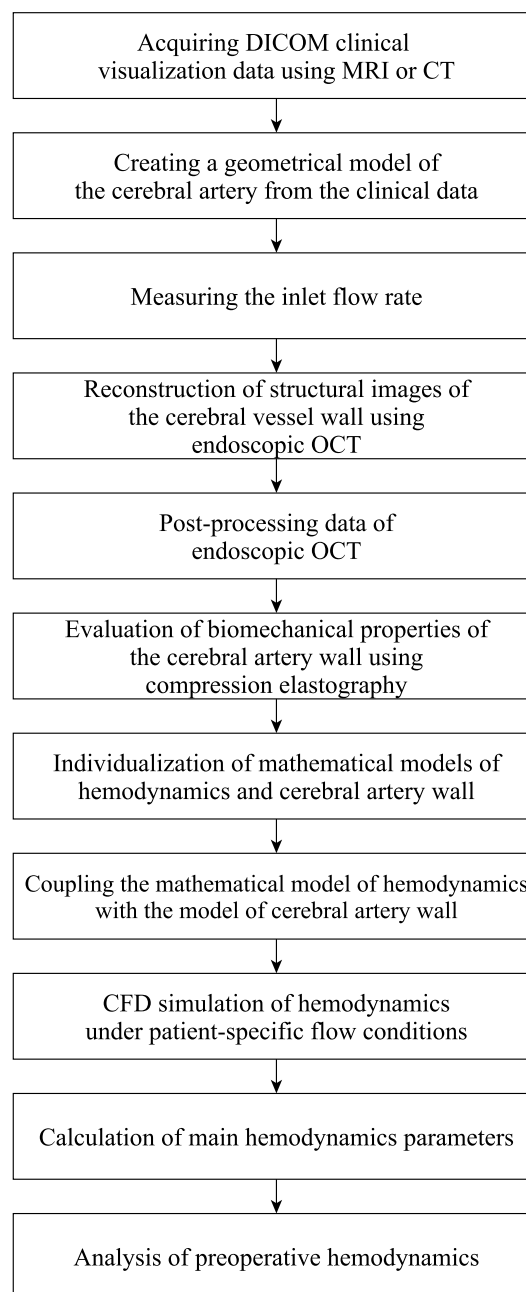 Acquiring DICOM clinical
visualization data using MRI or CT
Creating a geometrical model of
the cerebral artery from the clinical data
Measuring the inlet flow rate
Reconstruction of structural images of
the cerebral vessel wall using
endoscopic OCT
Post-processing data of
endoscopic OCT
Evaluation of biomechanical properties of
the cerebral artery wall using
compression elastography
Individualization of mathematical models of
hemodynamics and cerebral artery wall
Coupling the mathematical model of hemodynamics
with the model of cerebral artery wall
CFD simulation of hemodynamics
under patient-specific flow conditions
Calculation of main hemodynamics parameters
Analysis of preoperative hemodynamics